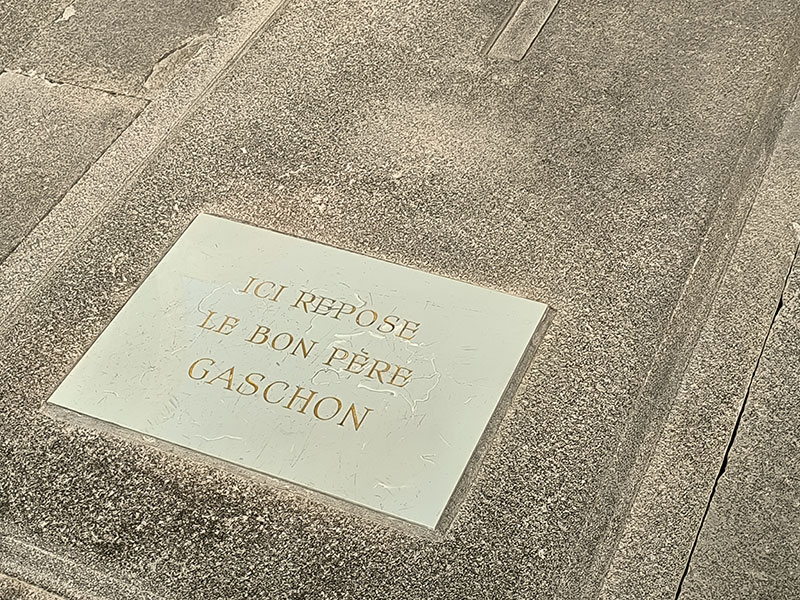 ICI REPOSE
LE BON PÈRE
GASCHON